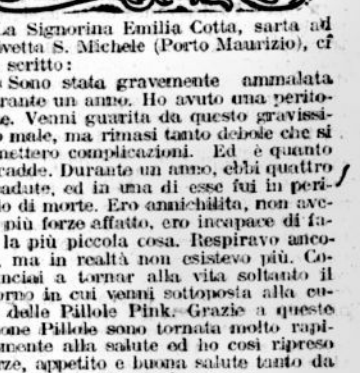 a Signorina Emilia Cotta, sarta ad
vetta S. Michele (Porto Maurizio), ci
scritto:
Sono stata gravemente ammalata
rante un anno. Ho avuto una perito-
e. Venni guarita da questo gravissi-
o male, ma rimasi tanto debole che si
mettero complicazioni. Ed è quanto
cadde. Durante un anno, ebbi quattro
adute, ed in una di esse fui in peri-
lo di morte. Ero annichilita, non ave-
più forze affatto, ero incapace di fa-
la più piccola cosa. Respiravo anco-
, ma in realtà non esistevo più. Co-
nciai a tornar alla vita soltanto il
orno in cui venni sottoposta alla cu-
delle Pillole Pink. Grazie a queste
one Pillole sono tornata molto rapi-
mente alla salute ed ho così ripreso
rze, appetito e buona salute tanto da